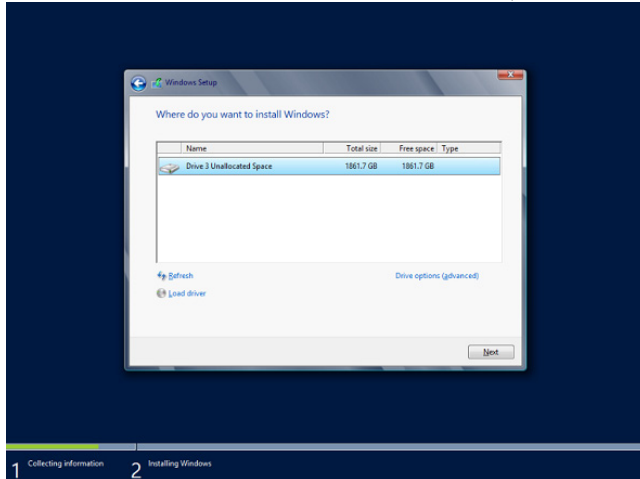 Windows Setup
Where do you want to install Windows?
Name Total size Free space Type
Drive 3 Unallocated Space 1861.7 GB 1861.7 GB
Refresh Drive options (advanced)
Load driver
Next
1 Collecting information 2 Installing Windows